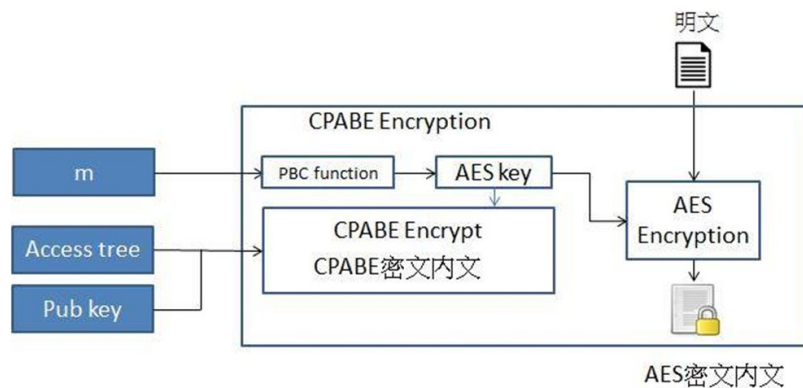 明文
CPABE Encryption
m
PBC function
AES key
AES
Encryption
Access tree
CPABE Encrypt
CPABE密文内文
Pub key
AES密文内文